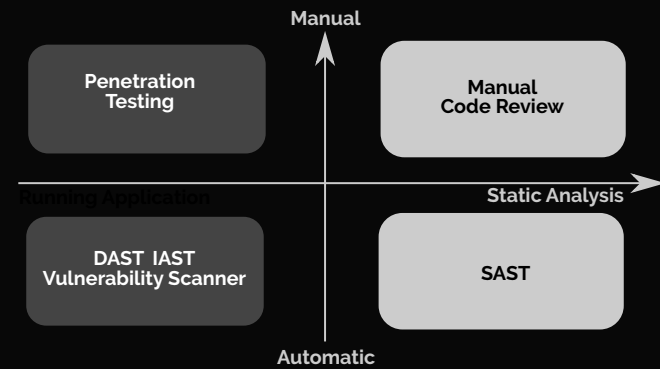 Manual
Penetration
Testing
Manual
Code Review
Running Application
Static Analysis
DAST IAST
Vulnerability Scanner
SAST
Automatic